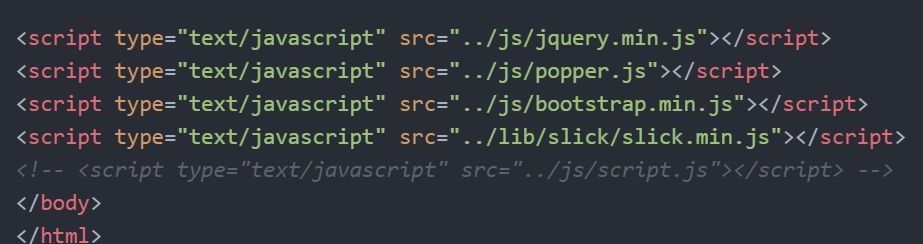 <script type="text/javascript" src="../js/jquery.min.js"></script>
<script type="text/javascript" src="../js/popper.js"></script>
<script type="text/javascript" src="../js/bootstrap.min.js"></script>
<script type="text/javascript" src="../lib/slick/slick.min.js"></script>
<!-- <script type="text/javascript" src="../js/script.js"></script> -->
</body>
</html>